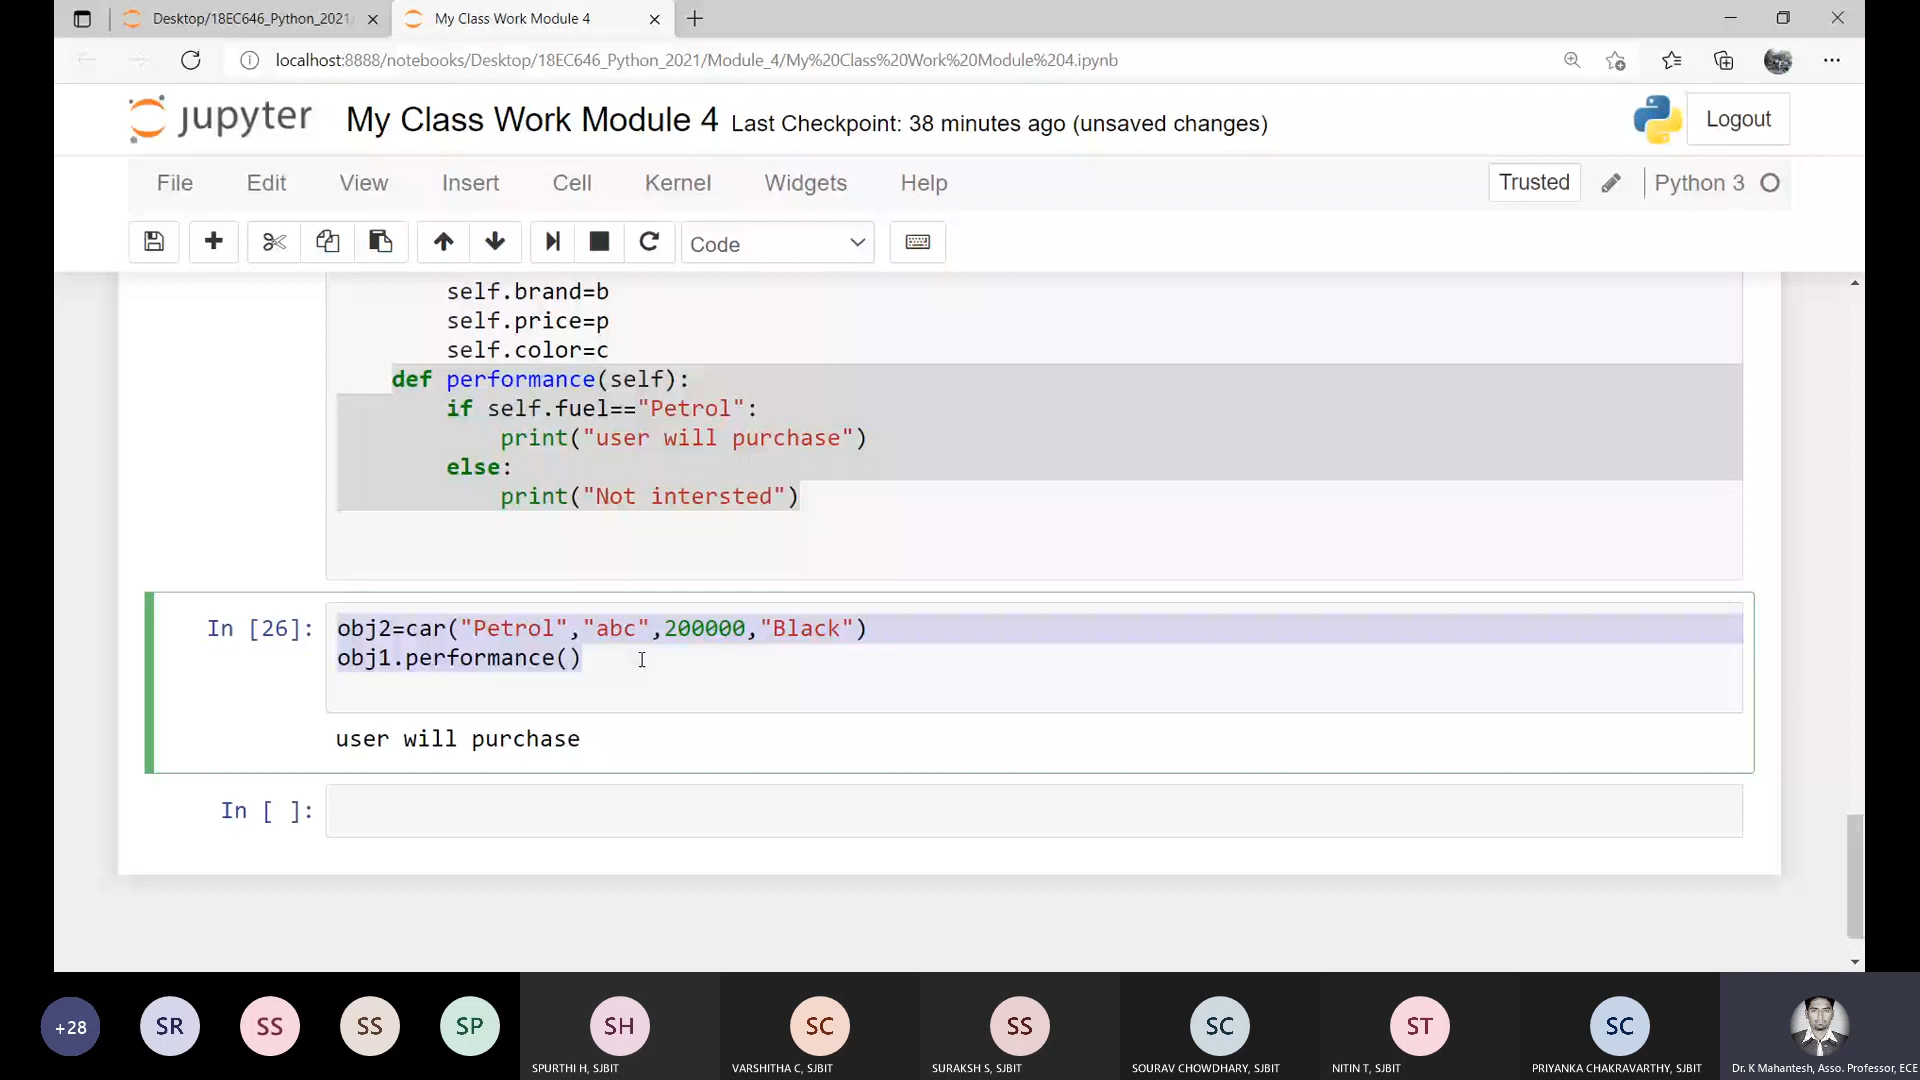 Desktop/18EC646_Python_2021/
My Class Work Module 4
localhost:8888/notebooks/Desktop/18EC646_Python_2021/Module_4/My%20Class%20Work%20Module%204.ipynb
jupyter My Class Work Module 4 Last Checkpoint: 38 minutes ago (unsaved changes)
Logout
File Edit View Insert Cell Kernel Widgets Help
Trusted
Python 3
Code
self.brand=b
self.price=p
self.color=c
def performance(self):
if self.fuel=="Petrol":
print("user will purchase")
else:
print("Not intersted")
In [26]:
obj2=car("Petrol","abc",200000,"Black")
obj1.performance()
user will purchase
In [ ]:
+28 SR SS SS SP SH SC SS SC ST SC
SPURTHI H, SJBIT
VARSHITHA C, SJBIT
SURAKSH S, SJBIT
SOURAV CHOWDHARY, SJBIT
NITIN T, SJBIT
PRIYANKA CHAKRAVARTHY, SJBIT
Dr. K Mahantesh, Asso. Professor, ECE